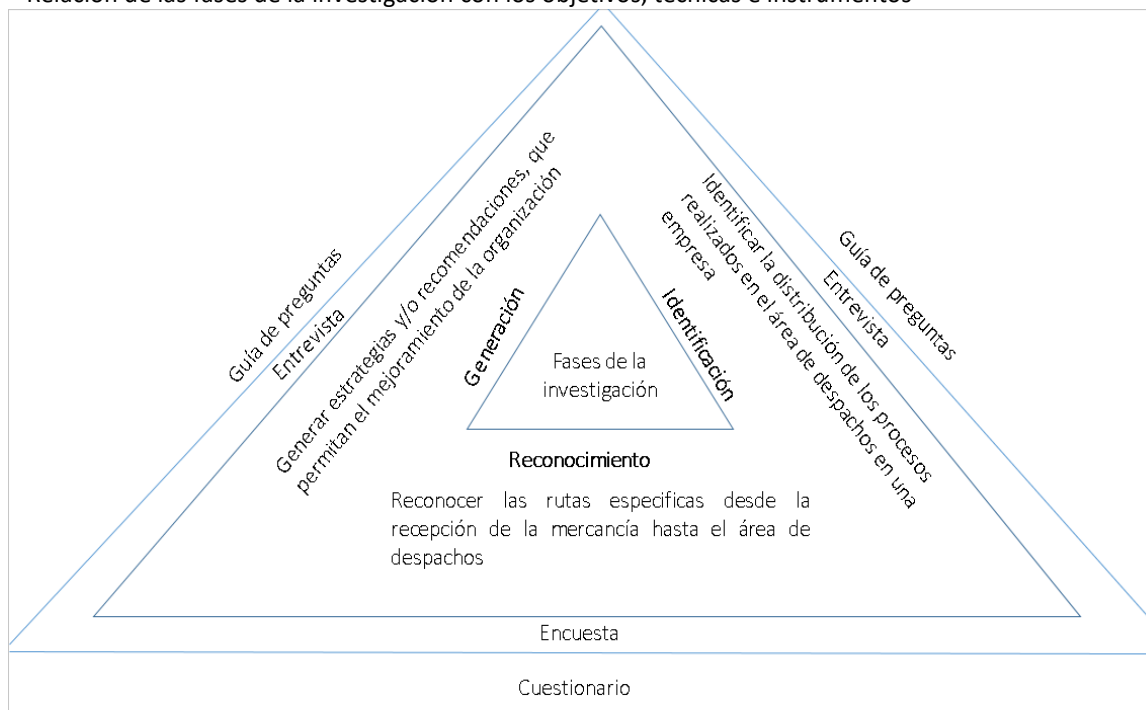 Relación de las fases de la investigación con los objetivos, técnicas e instrumentos
Guía de preguntas
Entrevista
Generar estrategias y/o recomendaciones, que
permitan el mejoramiento de la organización
Generación
Fases de la
investigación
Identificación
Identificar la distribución de los procesos
realizados en el área de despachos en una
empresa
Entrevista
Guía de preguntas
Reconocimiento
Reconocer las rutas especificas desde la
recepción de la mercancía hasta el área de
despachos
Encuesta
Cuestionario